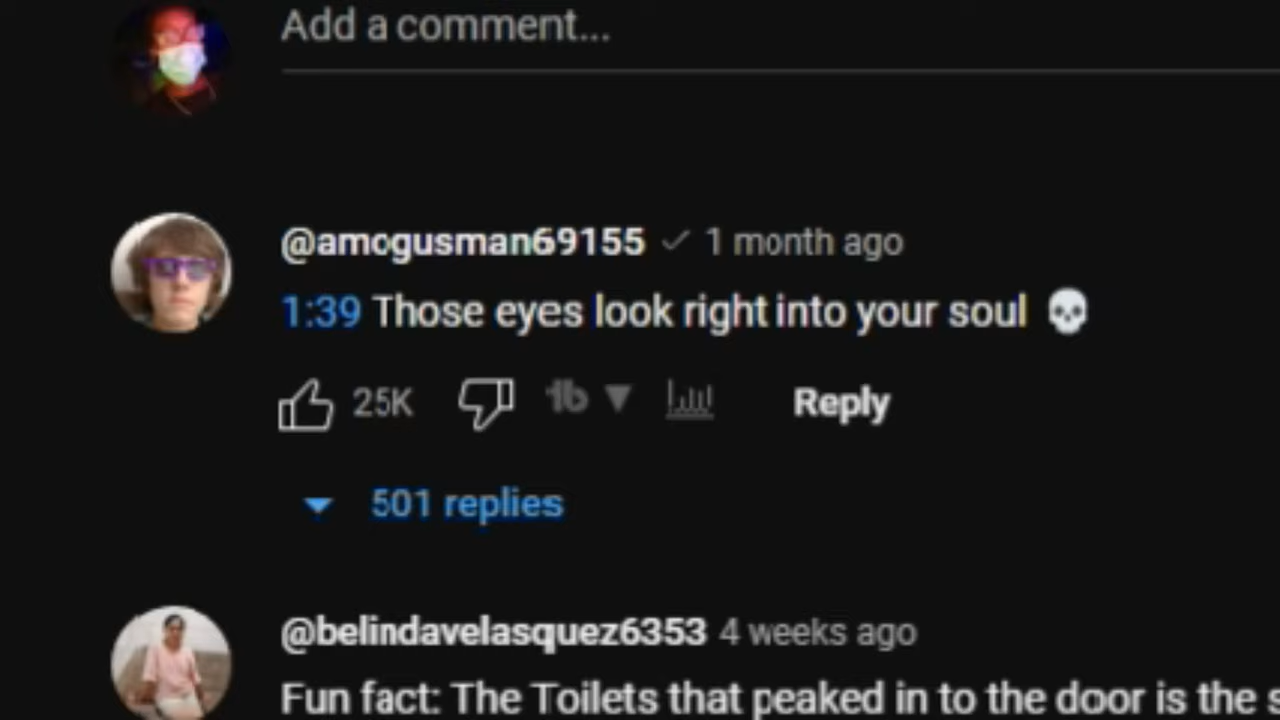 Add a comment...
@amogusman69155 1 month ago
1:39 Those eyes look right into your soul 💀
25K Reply
501 replies
@belindavelasquez6353 4 weeks ago
Fun fact: The Toilets that peaked in to the door is the